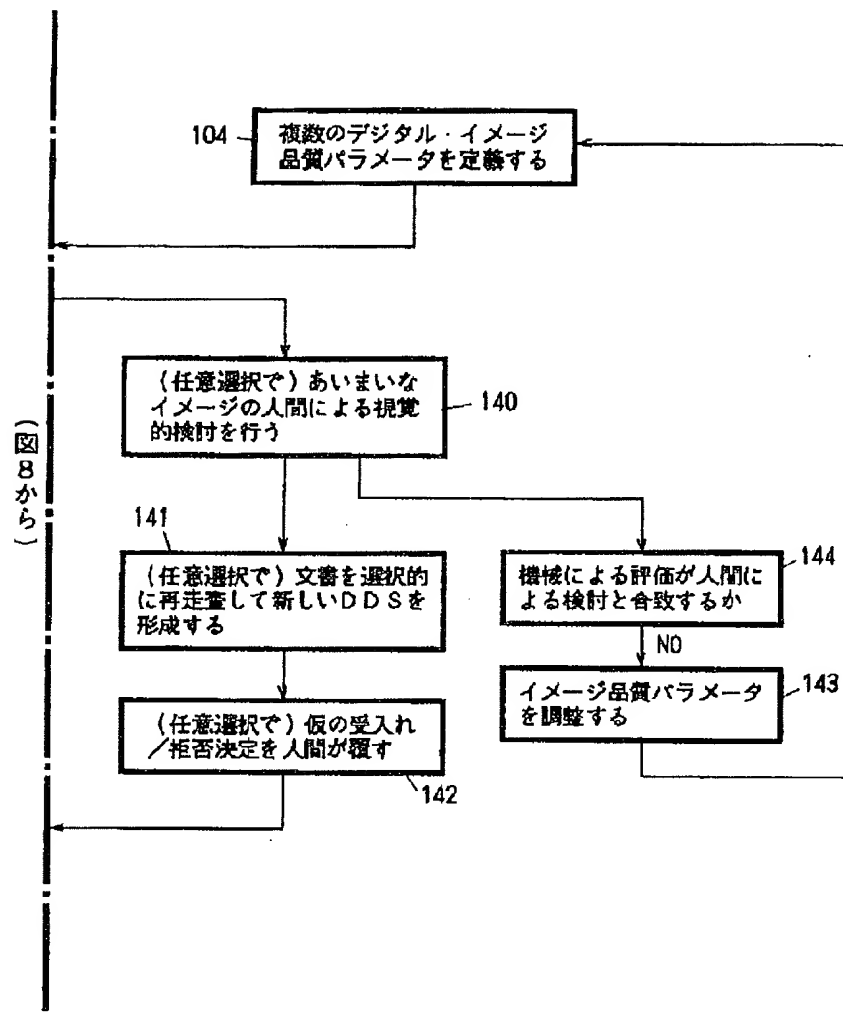 104
複数のデジタル・イメージ
品質パラメータを定義する
(図8から)
(任意選択で)あいまいな
イメージの人間による視覚
的検討を行う
140
141
(任意選択で)文書を選択的
に再走査して新しいDDSを
形成する
機械による評価が人間に
よる検討と合致するか
144
NO
(任意選択で)仮の受入れ
/拒否決定を人間が覆す
142
イメージ品質パラメータ
を調整する
143